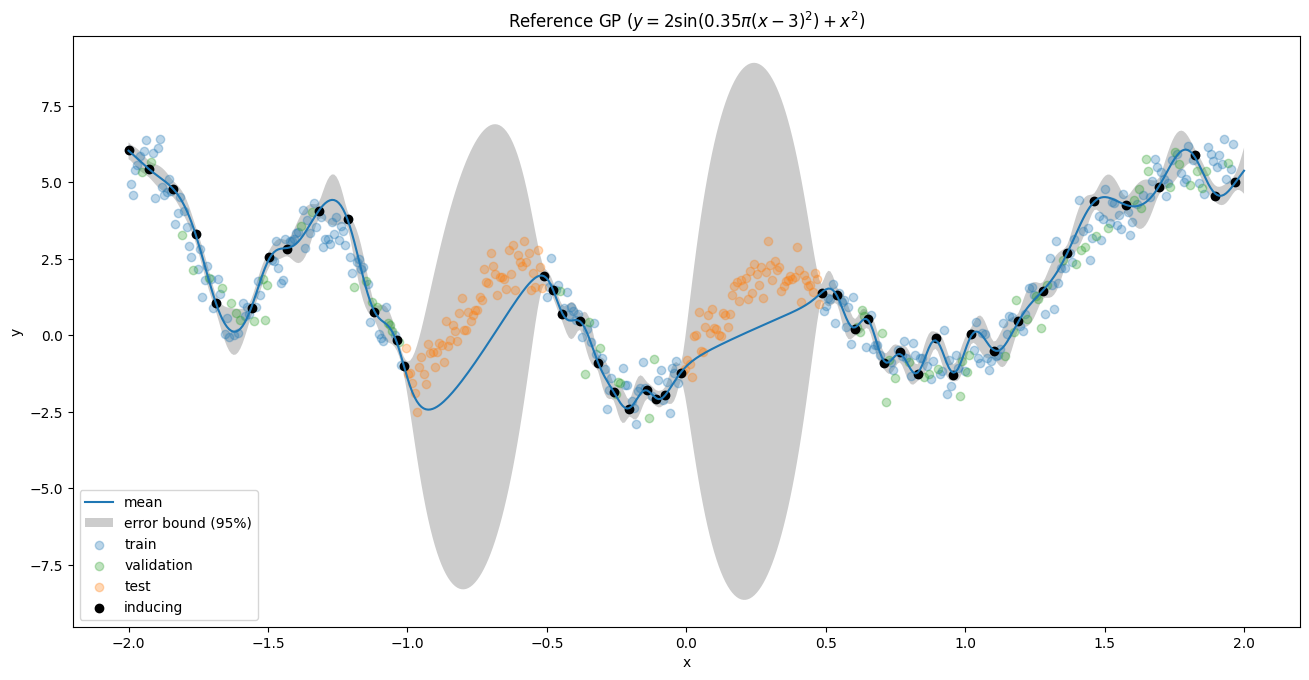 Reference GP (y = 2sin(0.35π(x − 3)²) + x²)
y
7.5
5.0
2.5
0.0
−2.5
−5.0
−7.5
mean
error bound (95%)
train
validation
test
inducing
−2.0 −1.5 −1.0 −0.5 0.0 0.5 1.0 1.5 2.0
x